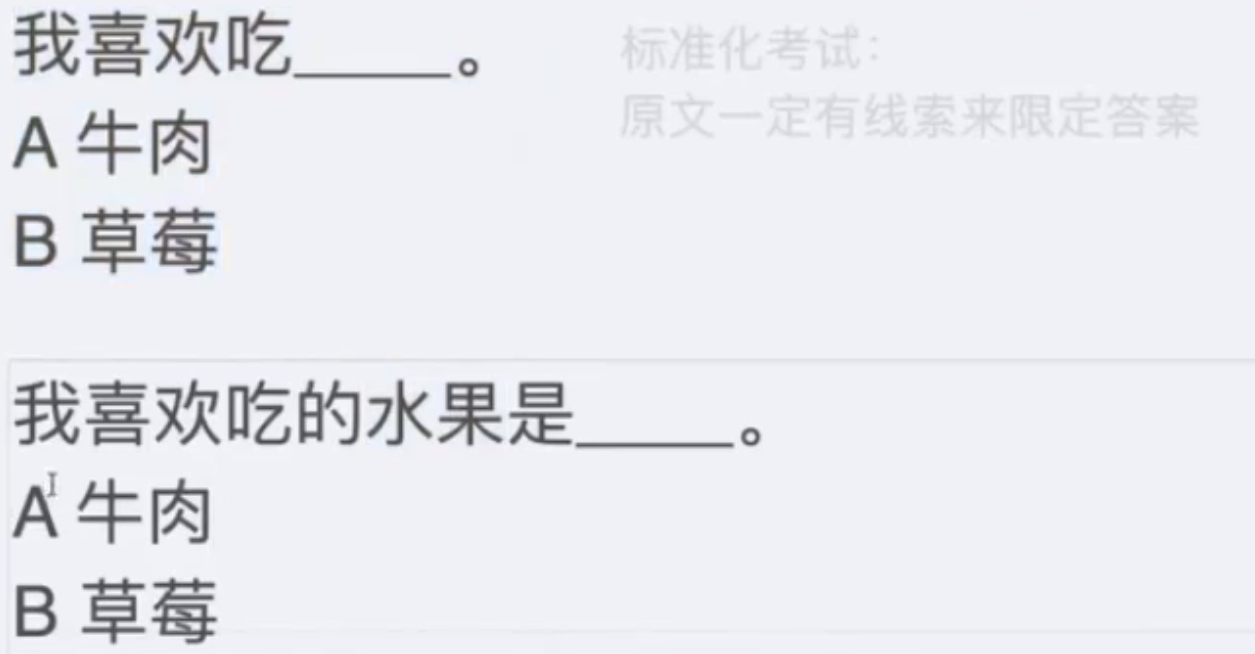 我喜欢吃_____。
标准化考试:
原文一定有线索来限定答案
A 牛肉
B 草莓
我喜欢吃的水果是_____。
A 牛肉
B 草莓